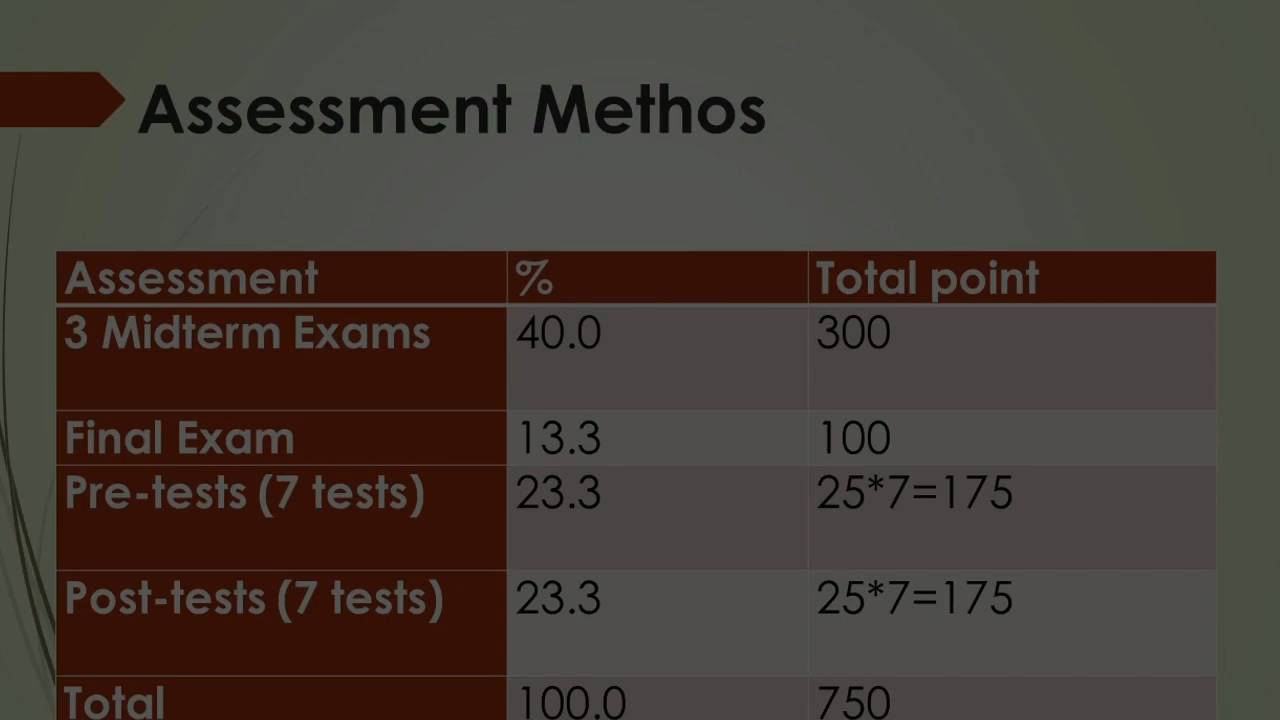 Assessment Methos
Assessment % Total point
3 Midterm Exams 40.0 300
Final Exam 13.3 100
Pre-tests (7 tests) 23.3 25*7=175
Post-tests (7 tests) 23.3 25*7=175
Total 100.0 750